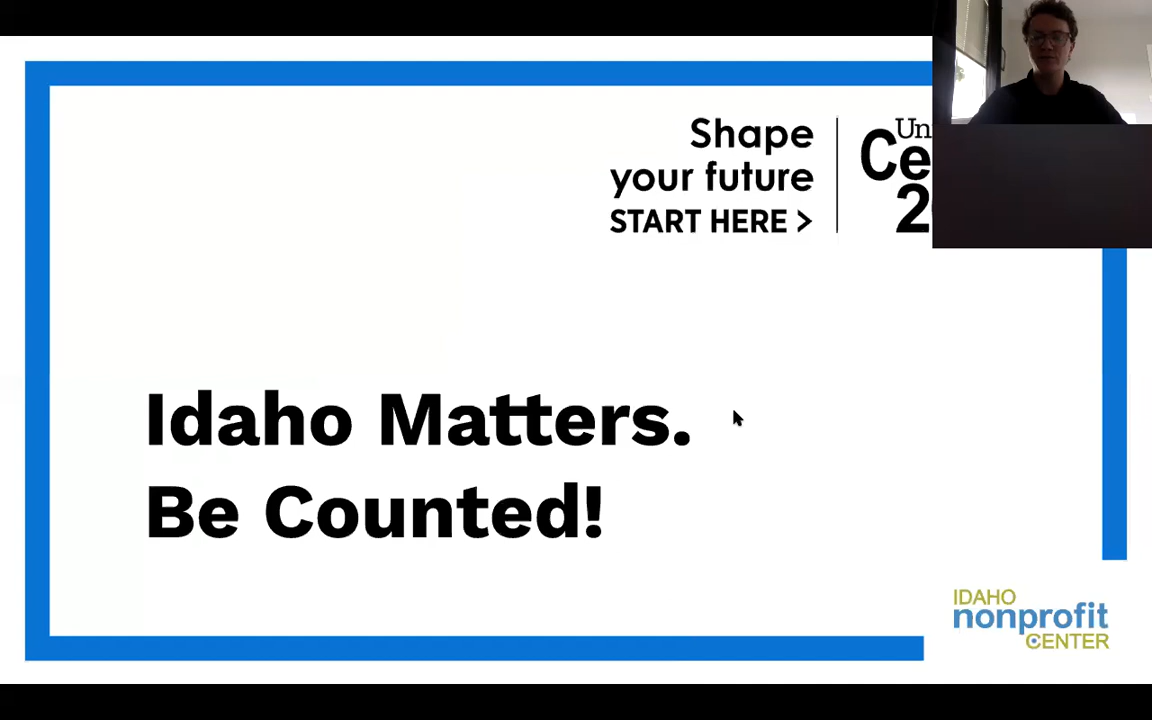 Shape
your future
START HERE >
Idaho Matters.
Be Counted!
IDAHO
nonprofit
CENTER